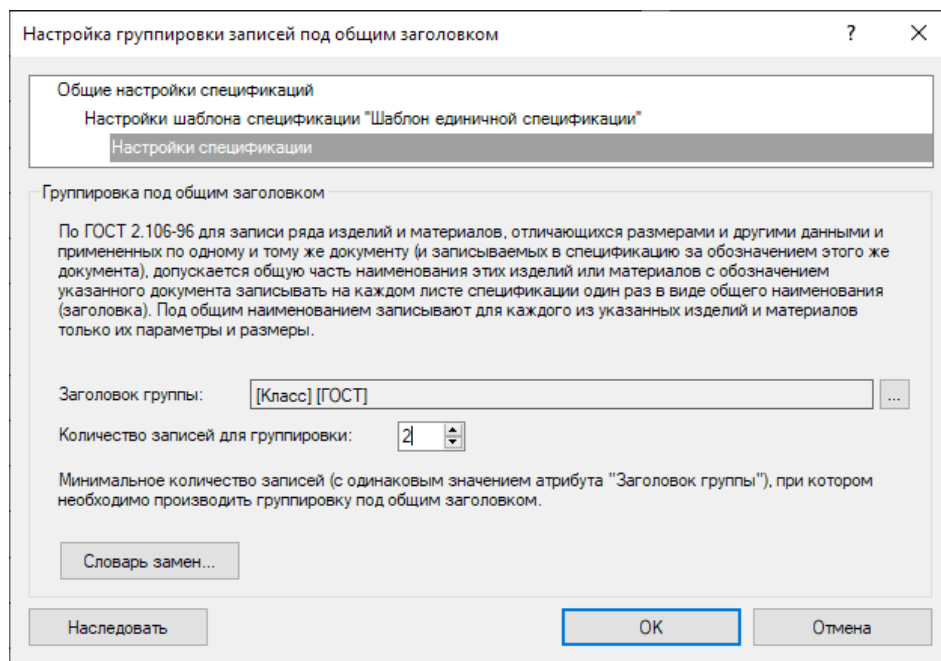 Настройка группировки записей под общим заголовком ?
Общие настройки спецификаций
Настройки шаблона спецификации "Шаблон единичной спецификации"
Настройки спецификации
Группировка под общим заголовком
По ГОСТ 2.106-96 для записи ряда изделий и материалов, отличающихся размерами и другими данными и
примененных по одному и тому же документу (и записываемых в спецификацию за обозначением этого же
документа), допускается общую часть наименования этих изделий или материалов с обозначением
указанного документа записывать на каждом листе спецификации один раз в виде общего наименования
(заголовка). Под общим наименованием записывают для каждого из указанных изделий и материалов
только их параметры и размеры.
Заголовок группы: [Класс] [ГОСТ] ...
Количество записей для группировки: 2
Минимальное количество записей (с одинаковым значением атрибута "Заголовок группы"), при котором
необходимо производить группировку под общим заголовком.
Словарь замен...
Наследовать OK Отмена